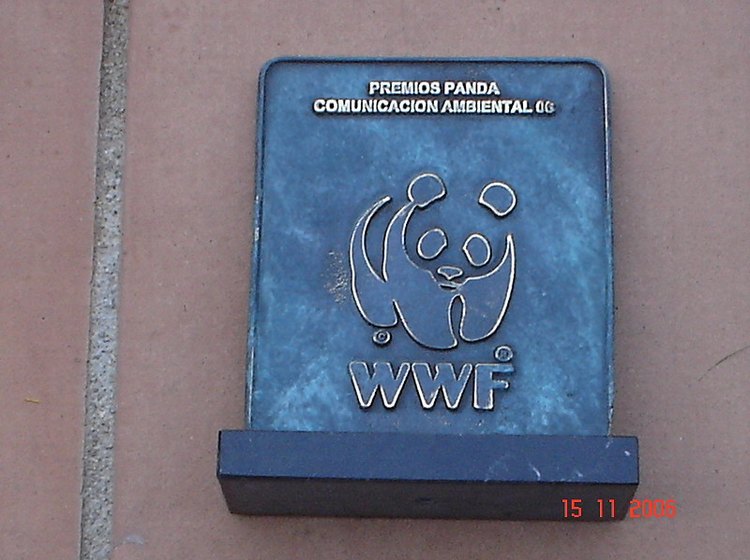 PREMIOS PANDA
COMUNICACION AMBIENTAL 06
©
®
WWF
15 11 2006